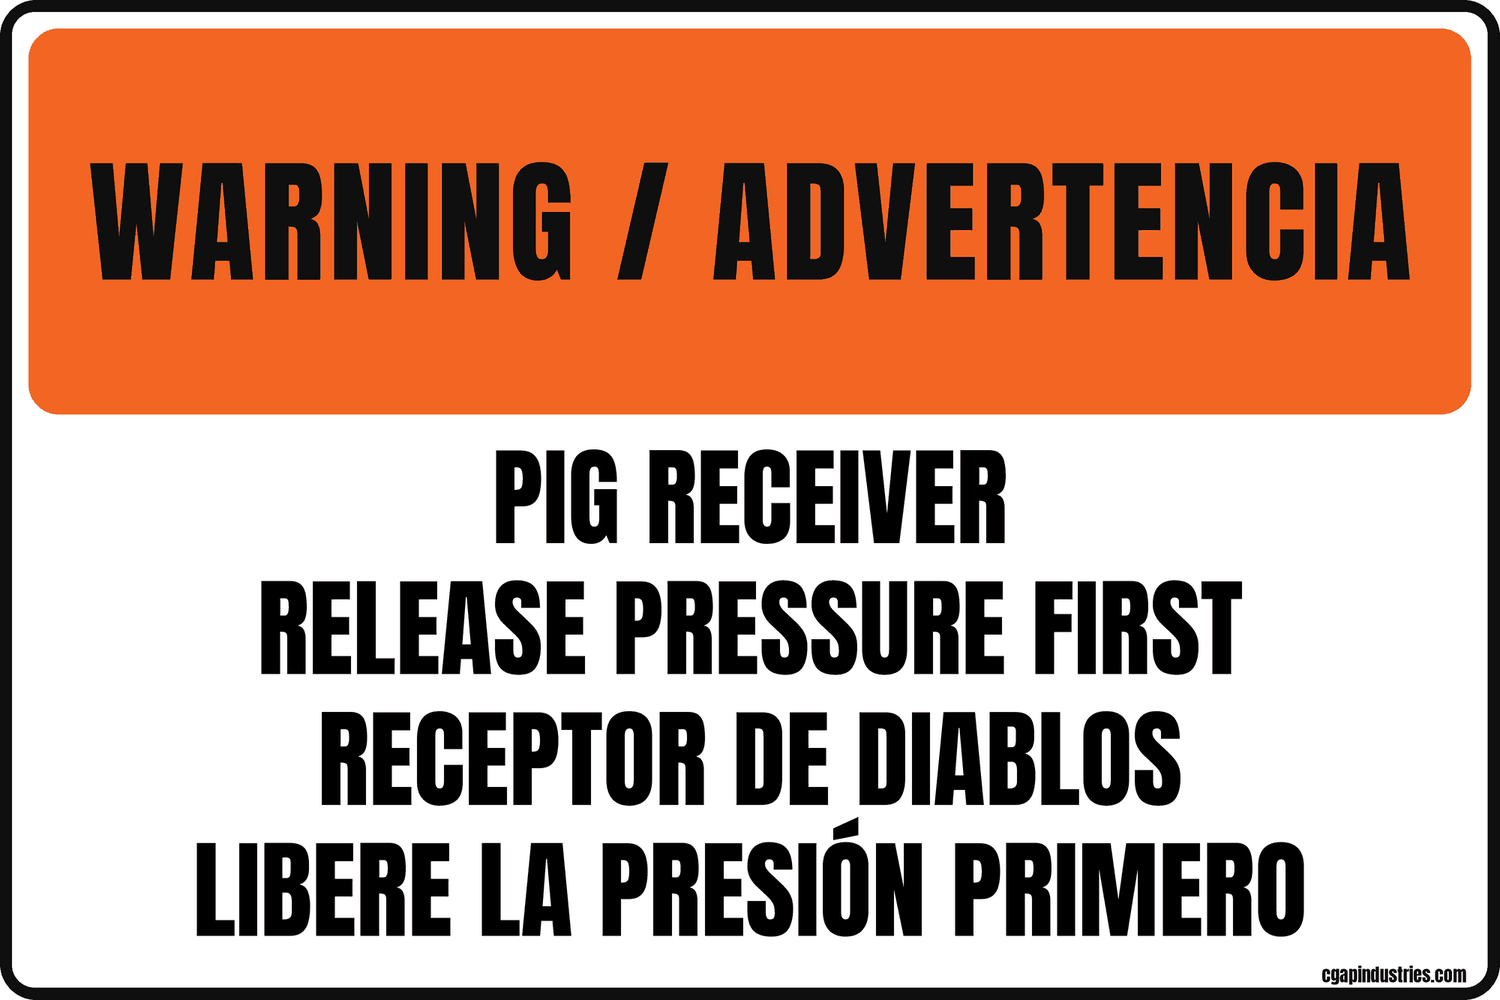 WARNING / ADVERTENCIA
PIG RECEIVER
RELEASE PRESSURE FIRST
RECEPTOR DE DIABLOS
LIBERE LA PRESIÓN PRIMERO
cgapindustries.com